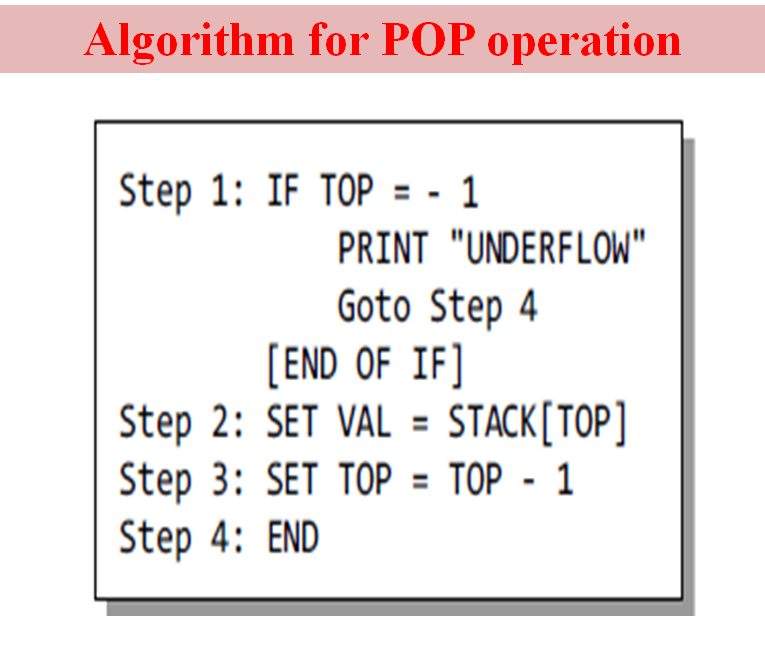 Algorithm for POP operation
Step 1: IF TOP = - 1
PRINT "UNDERFLOW"
Goto Step 4
[END OF IF]
Step 2: SET VAL = STACK[TOP]
Step 3: SET TOP = TOP - 1
Step 4: END